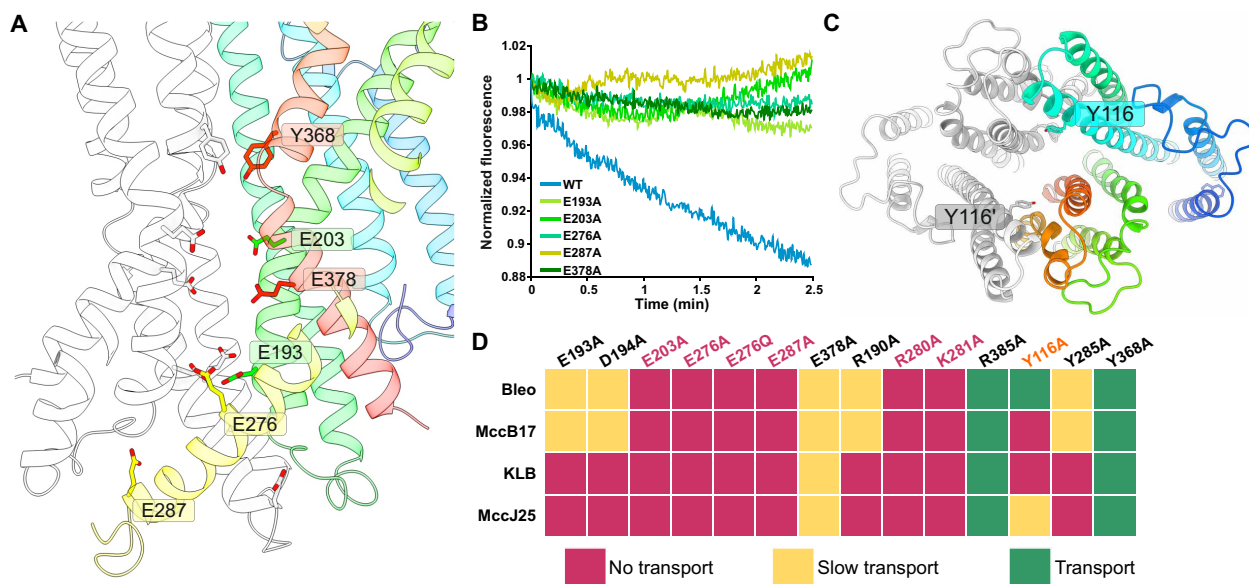 A
Y368
E203
E378
E193
E276
E287
B
Normalized fluorescence
1.02
1
0.98
0.96
0.94
0.92
0.9
0.88
WT
E193A
E203A
E276A
E287A
E378A
0 0.5 1 1.5 2 2.5
Time (min)
C
Y116
Y116'
D
E193A D194A E203A E276A E276Q E287A E378A R190A R280A K281A R385A Y116A Y285A Y368A
Bleo
MccB17
KLB
MccJ25
No transport Slow transport Transport